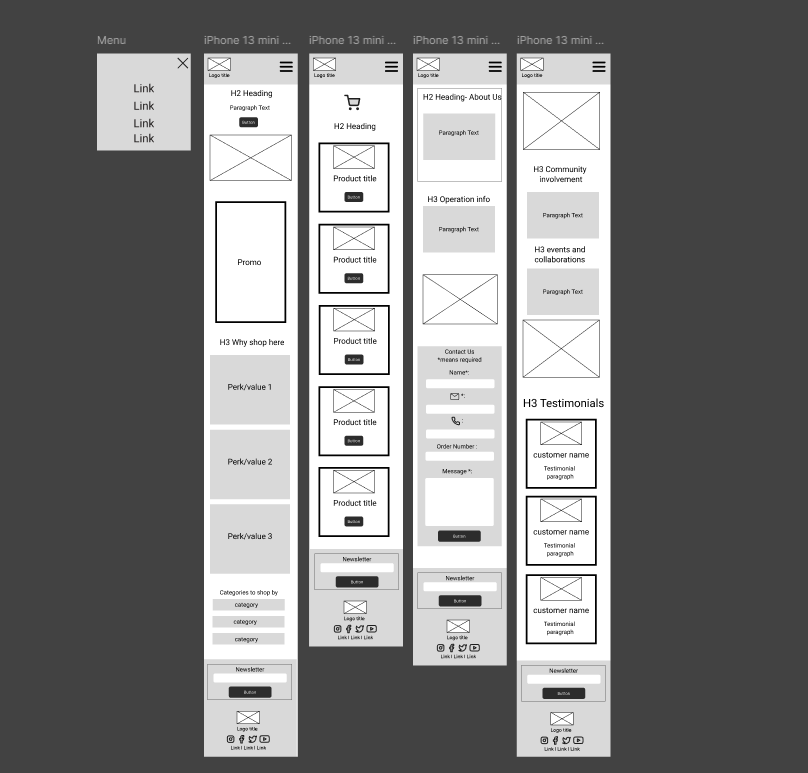 Menu
Link
Link
Link
Link
iPhone 13 mini ...
Logo title
H2 Heading
Paragraph Text
Button
Promo
H3 Why shop here
Perk/value 1
Perk/value 2
Perk/value 3
Categories to shop by
category
category
category
Newsletter
Button
Logo title
Link I Link I Link
iPhone 13 mini ...
Logo title
H2 Heading
Product title
Button
Product title
Button
Product title
Button
Product title
Button
Product title
Button
Newsletter
Button
Logo title
Link I Link I Link
iPhone 13 mini ...
Logo title
H2 Heading- About Us
Paragraph Text
H3 Operation info
Paragraph Text
Contact Us
*means required
Name*:
*:
:
Order Number :
Message *:
Button
Newsletter
Button
Logo title
Link I Link I Link
iPhone 13 mini ...
Logo title
H3 Community
involvement
Paragraph Text
H3 events and
collaborations
Paragraph Text
H3 Testimonials
customer name
Testimonial
paragraph
customer name
Testimonial
paragraph
customer name
Testimonial
paragraph
Newsletter
Button
Logo title
Link I Link I Link